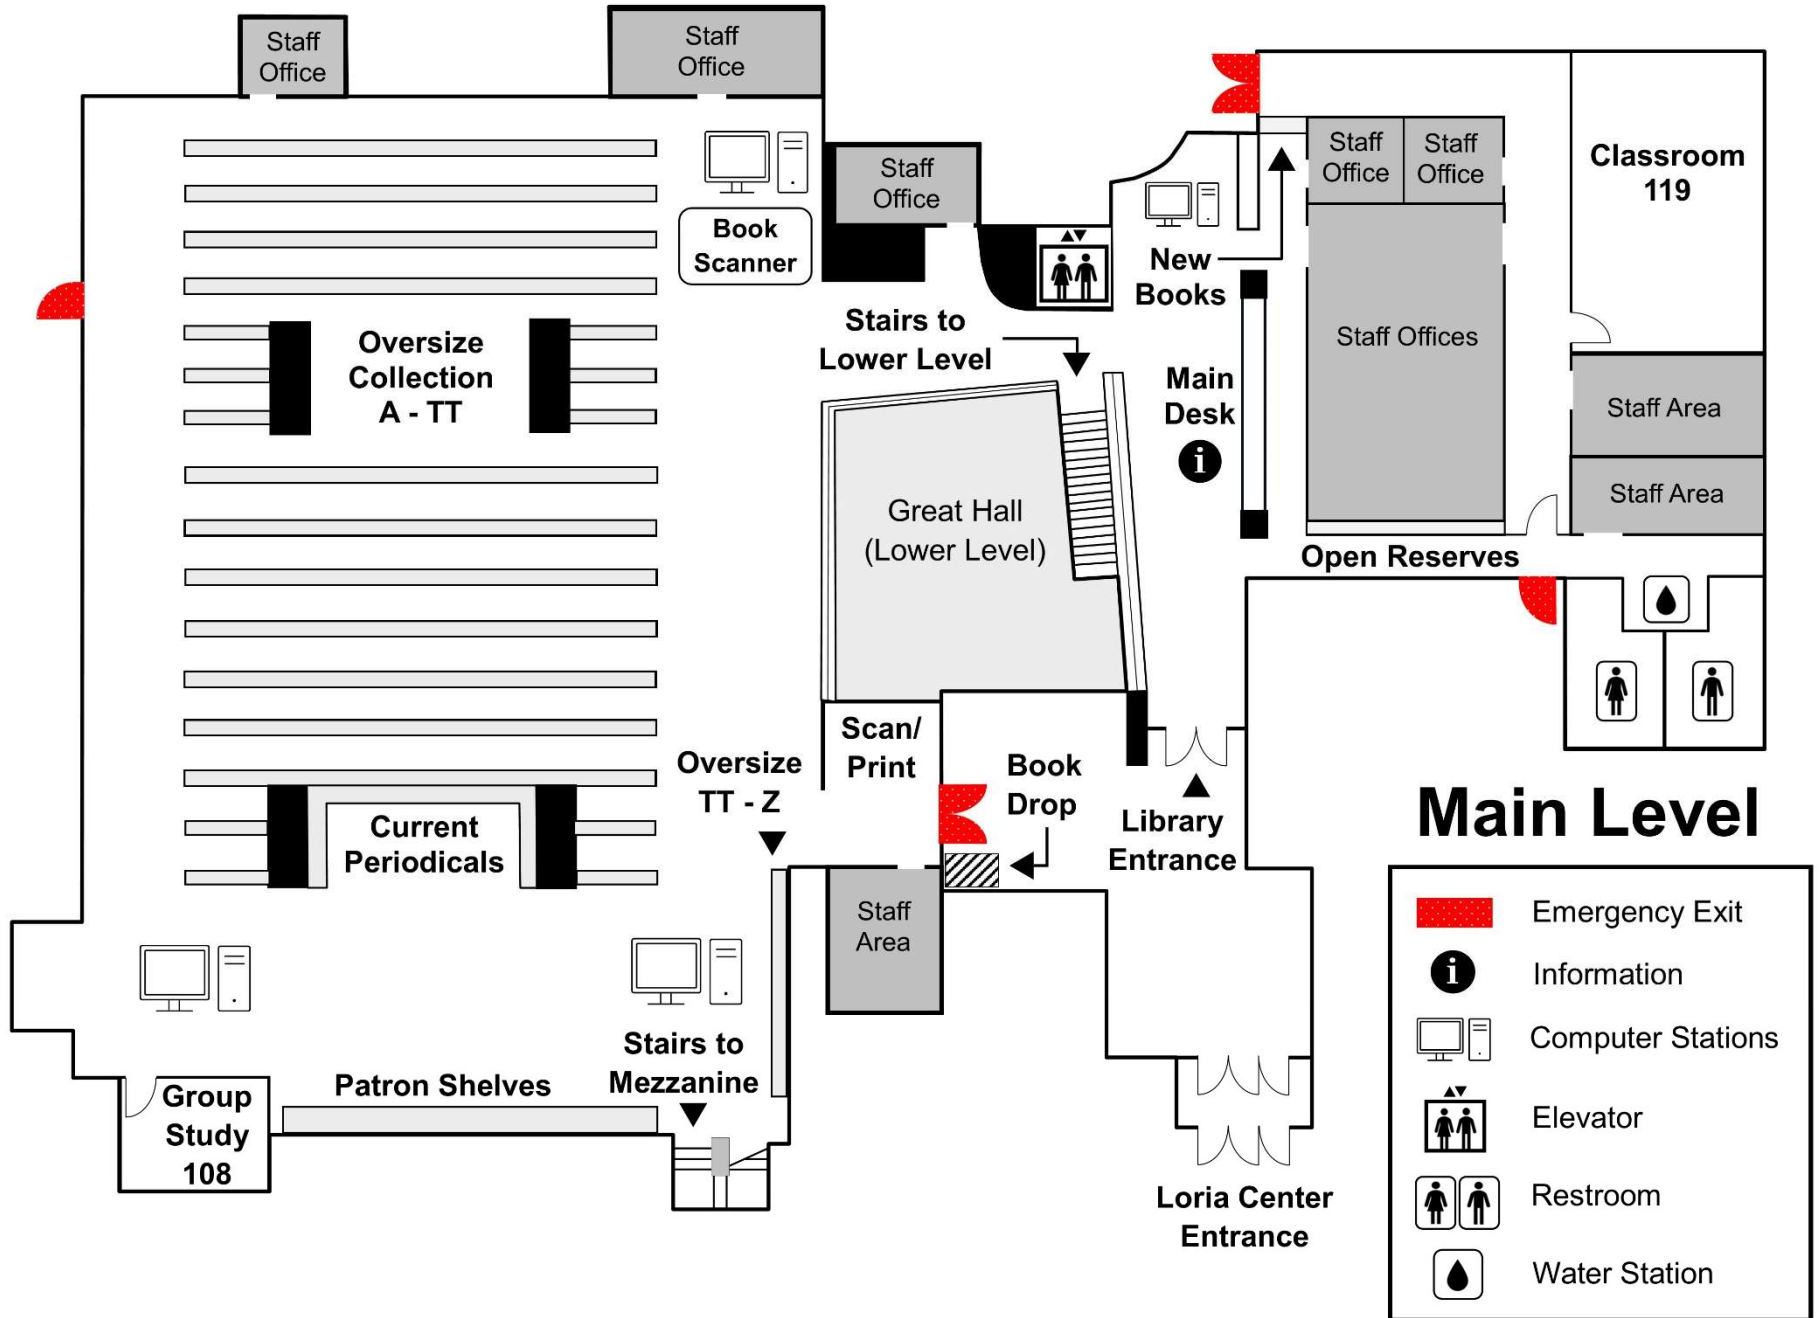 Staff
Office
Staff
Office
Staff
Office
Staff
Office
Staff
Office
Classroom
119
Book
Scanner
New
Books
Stairs to
Lower Level
Oversize
Collection
A - TT
Main
Desk
i
Staff Offices
Staff Area
Staff Area
Great Hall
(Lower Level)
Open Reserves
Scan/
Print
Oversize
TT - Z
Book
Drop
Library
Entrance
Current
Periodicals
Staff
Area
Stairs to
Mezzanine
Patron Shelves
Group
Study
108
Loria Center
Entrance
Main Level
Emergency Exit
i
Information
Computer Stations
Elevator
Restroom
Water Station